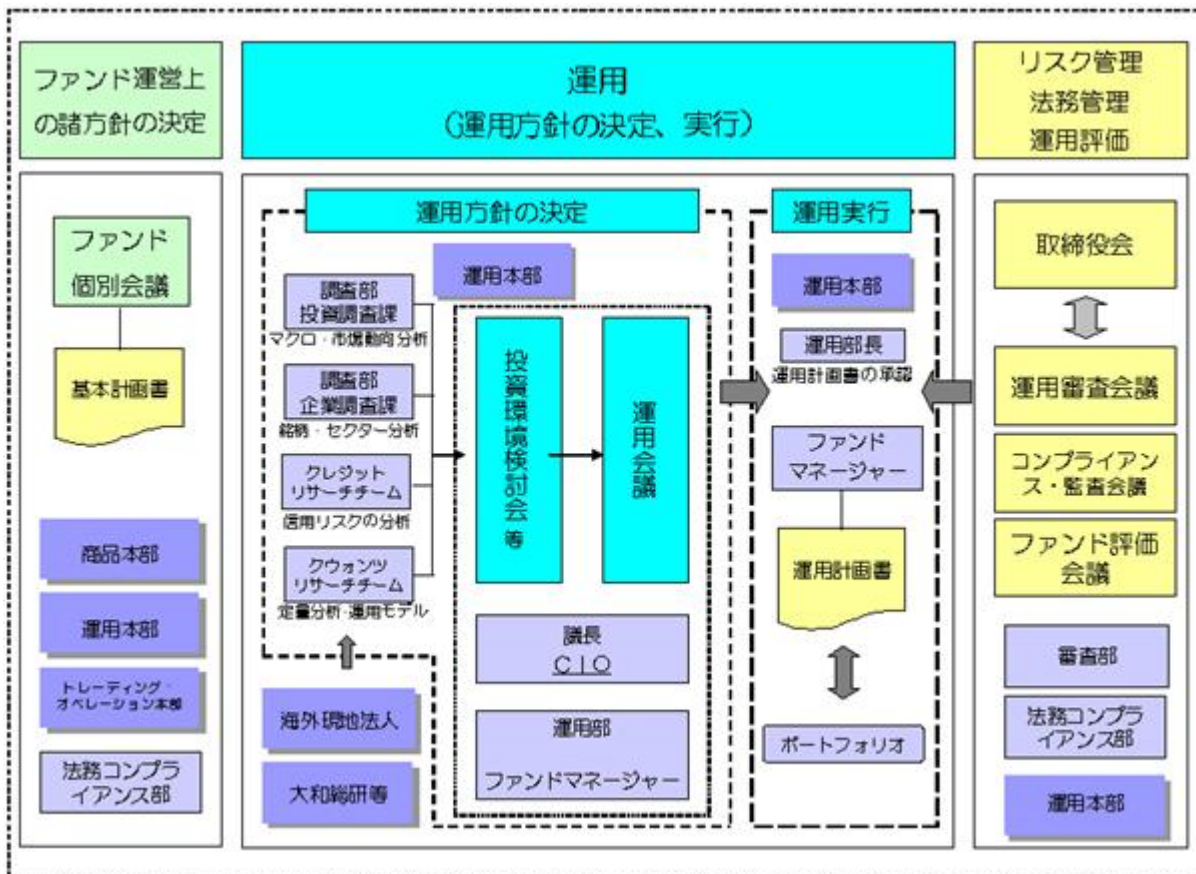 ファンド運営上
の諸方針の決定
運用
(運用方針の決定、実行)
リスク管理
法務管理
運用評価
ファンド
個別会議
基本計画書
商品本部
運用本部
トレーディング・
オペレーション本部
法務コンプラ
イアンス部
運用方針の決定
運用本部
調査部
投資調査課
マクロ・市場動向分析
調査部
企業調査課
銘柄・セクター分析
クレジット
リサーチチーム
信用リスクの分析
クウォンツ
リサーチチーム
定量分析・運用モデル
海外現地法人
大和総研等
投資環境検討会 等
運用会議
議長
CIO
運用部
ファンドマネージャー
運用実行
運用本部
運用部長
運用計画書の承認
ファンド
マネージャー
運用計画書
ポートフォリオ
取締役会
運用審査会議
コンプライアン
ス・監査会議
ファンド評価
会議
審査部
法務コンプラ
イアンス部
運用本部